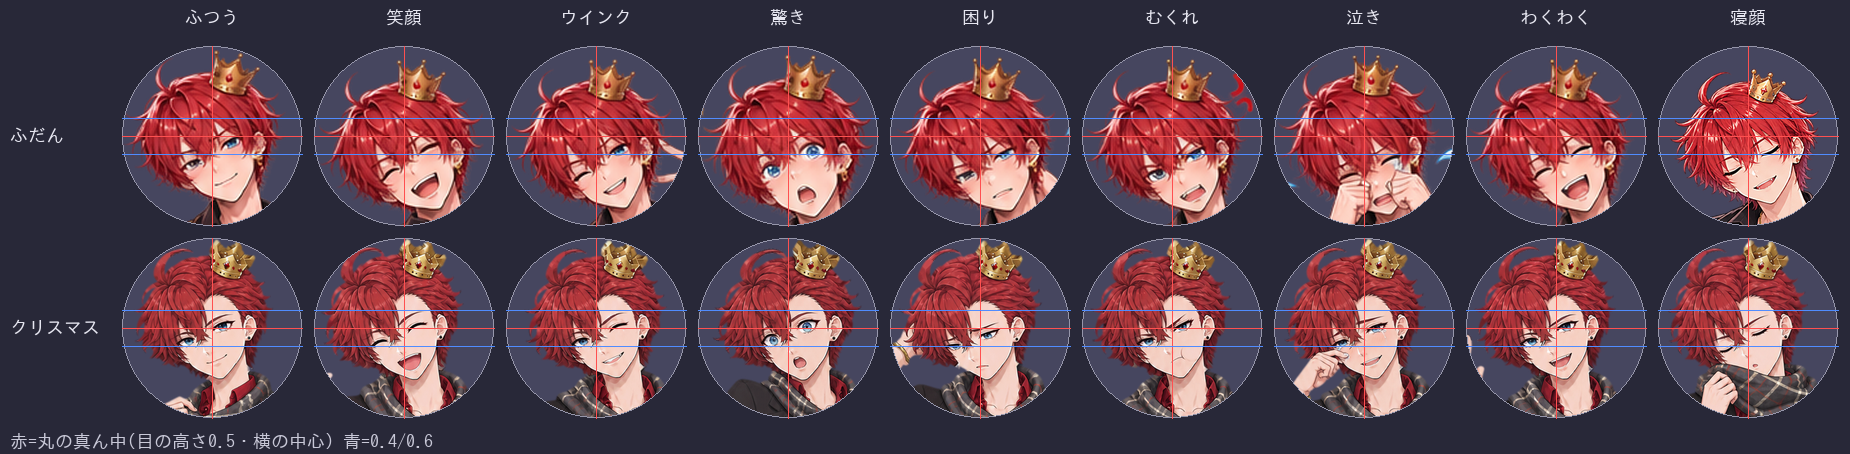 ふつう 笑顔 ウインク 驚き 困り むくれ 泣き わくわく 寝顔
ふだん
クリスマス
赤=丸の真ん中(目の高さ0.5・横の中心) 青=0.4/0.6